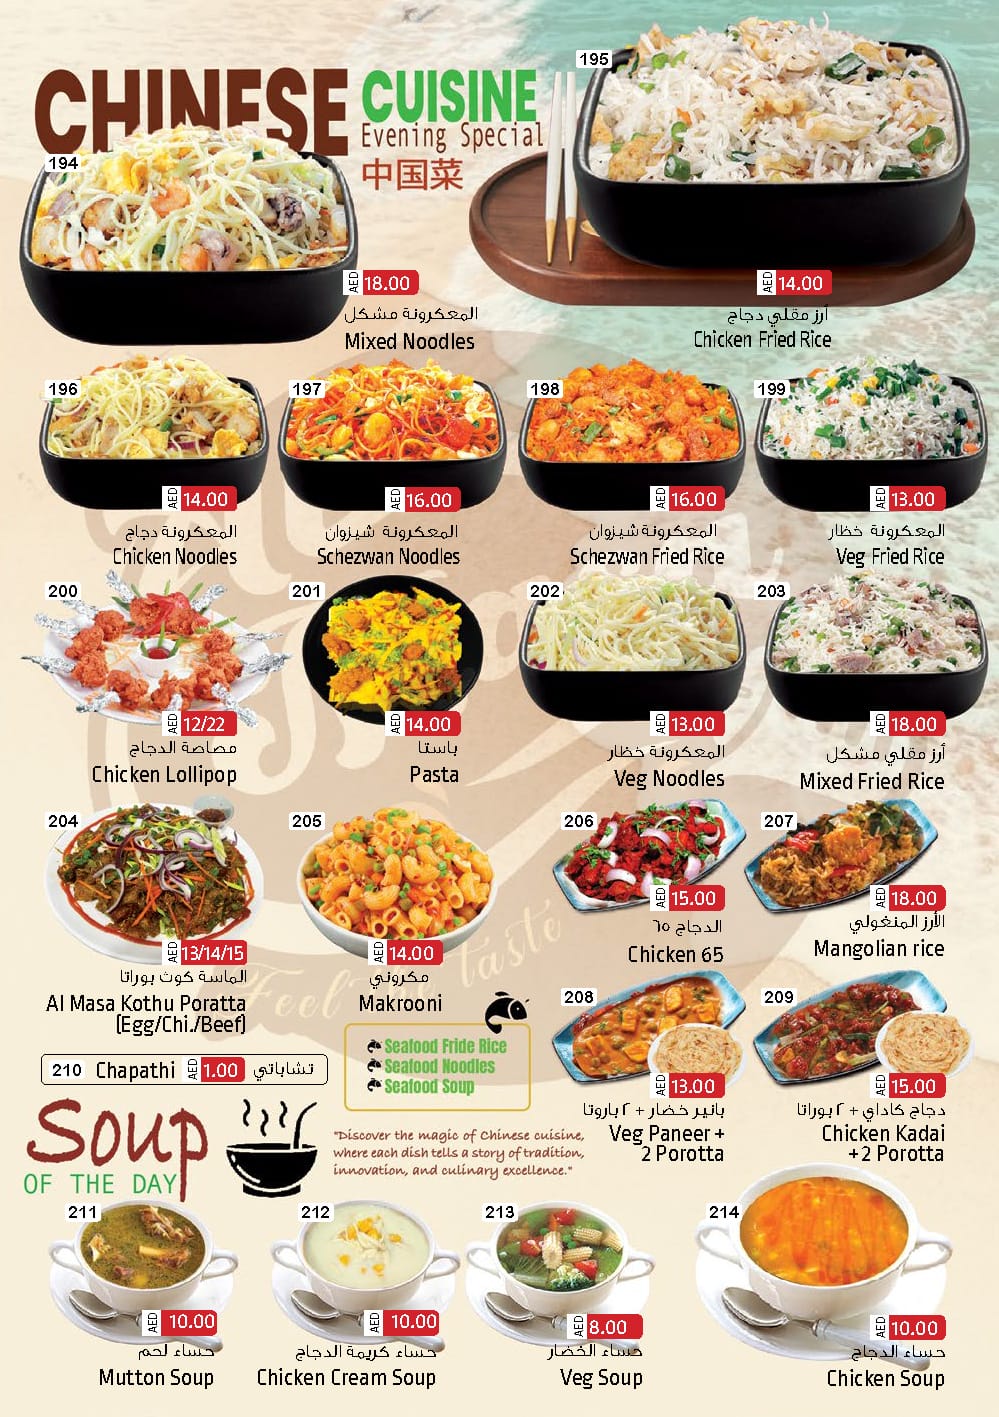 CHINESE CUISINE
Evening Special
中国菜
194
AED 18.00
المعكرونة مشكل
Mixed Noodles
195
AED 14.00
أرز مقلي دجاج
Chicken Fried Rice
196
AED 14.00
المعكرونة دجاج
Chicken Noodles
197
AED 16.00
المعكرونة شيزوان
Schezwan Noodles
198
AED 16.00
المعكرونة شيزوان
Schezwan Fried Rice
199
AED 13.00
المعكرونة خظار
Veg Fried Rice
200
AED 12/22
مصاصة الدجاج
Chicken Lollipop
201
AED 14.00
باستا
Pasta
202
AED 13.00
المعكرونة خظار
Veg Noodles
203
AED 18.00
أرز مقلي مشكل
Mixed Fried Rice
204
AED 13/14/15
الماسة كوث بوراتا
Al Masa Kothu Poratta
(Egg/Chi./Beef)
205
AED 14.00
مكروني
Makrooni
206
AED 15.00
الدجاج ٦٥
Chicken 65
207
AED 18.00
الأرز المنغولي
Mangolian rice
Feel the taste
208
AED 13.00
بانير خضار + ٢ باروتا
Veg Paneer +
2 Porotta
209
AED 15.00
دجاج كاداي + ٢ بوراتا
Chicken Kadai
+2 Porotta
210 Chapathi AED 1.00 تشاباتي
Seafood Fride Rice
Seafood Noodles
Seafood Soup
Soup
OF THE DAY
"Discover the magic of Chinese cuisine,
where each dish tells a story of tradition,
innovation, and culinary excellence."
211
AED 10.00
حساء لحم
Mutton Soup
212
AED 10.00
حساء كريمة الدجاج
Chicken Cream Soup
213
AED 8.00
حساء الخضار
Veg Soup
214
AED 10.00
حساء الدجاج
Chicken Soup